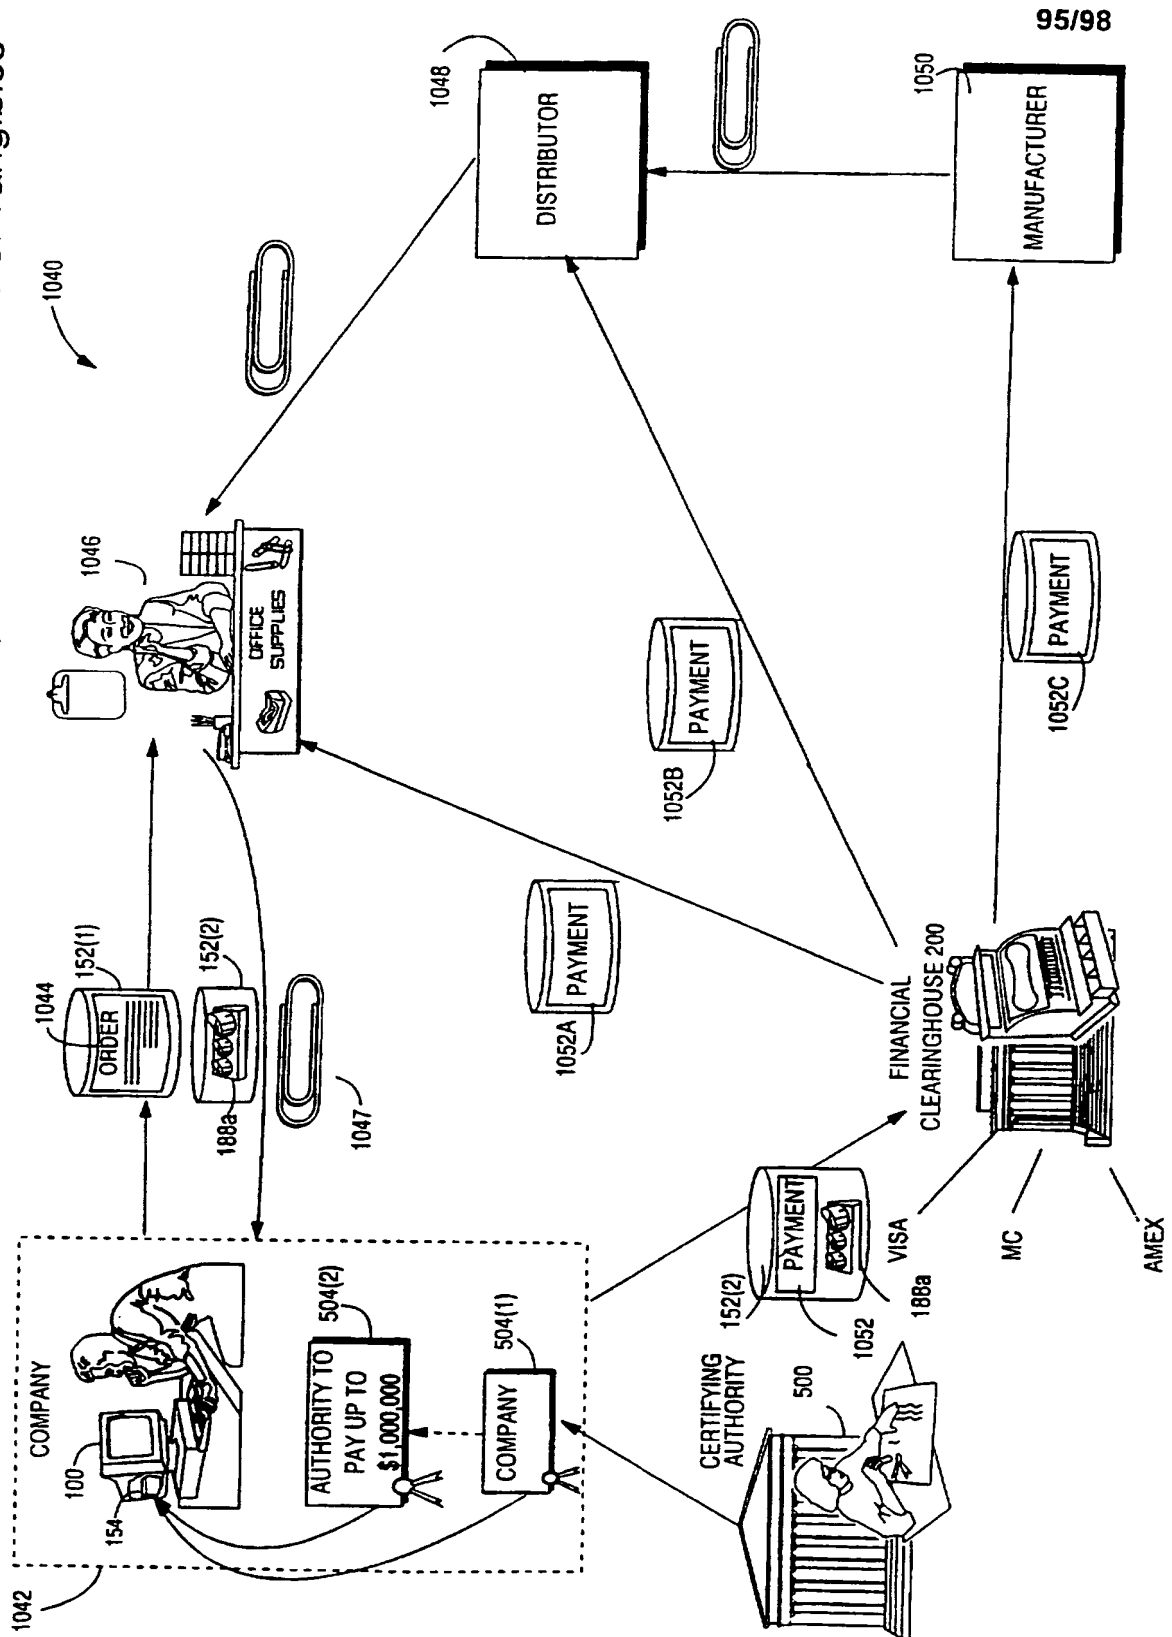 95/98
1040
COMPANY
1042
100
154
AUTHORITY TO
PAY UP TO
$1,000,000
504(2)
COMPANY
504(1)
1044
ORDER
152(1)
152(2)
188a
1047
1046
OFFICE
SUPPLIES
1048
DISTRIBUTOR
1050
MANUFACTURER
PAYMENT
1052A
PAYMENT
1052B
PAYMENT
1052C
CERTIFYING
AUTHORITY
500
152(2)
PAYMENT
1052
188a
FINANCIAL
CLEARINGHOUSE 200
VISA
MC
AMEX